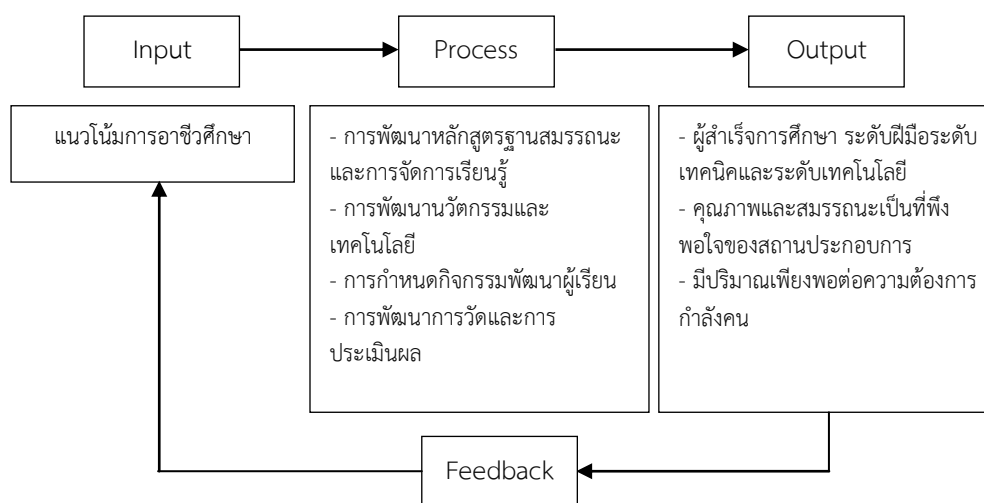 Input
Process
Output
แนวโน้มการอาชีวศึกษา
- การพัฒนาหลักสูตรฐานสมรรถนะ
และการจัดการเรียนรู้
- การพัฒนานวัตกรรมและ
เทคโนโลยี
- การกำหนดกิจกรรมพัฒนาผู้เรียน
- การพัฒนาการวัดและการ
ประเมินผล
- ผู้สำเร็จการศึกษา ระดับฝีมือระดับ
เทคนิคและระดับเทคโนโลยี
- คุณภาพและสมรรถนะเป็นที่พึง
พอใจของสถานประกอบการ
- มีปริมาณเพียงพอต่อความต้องการ
กำลังคน
Feedback